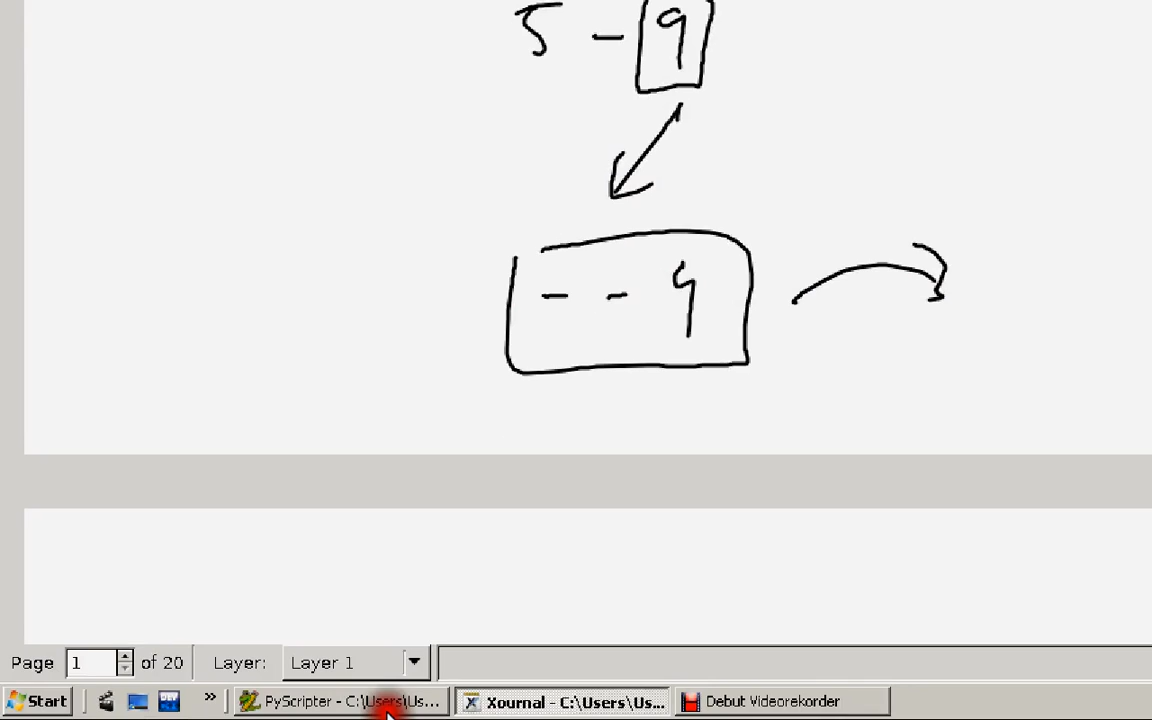 5 - 9
- - 9
Page 1 of 20 Layer: Layer 1
Start » PyScripter - C:\Users\Us... Xournal - C:\Users\Us... Debut Videorekorder